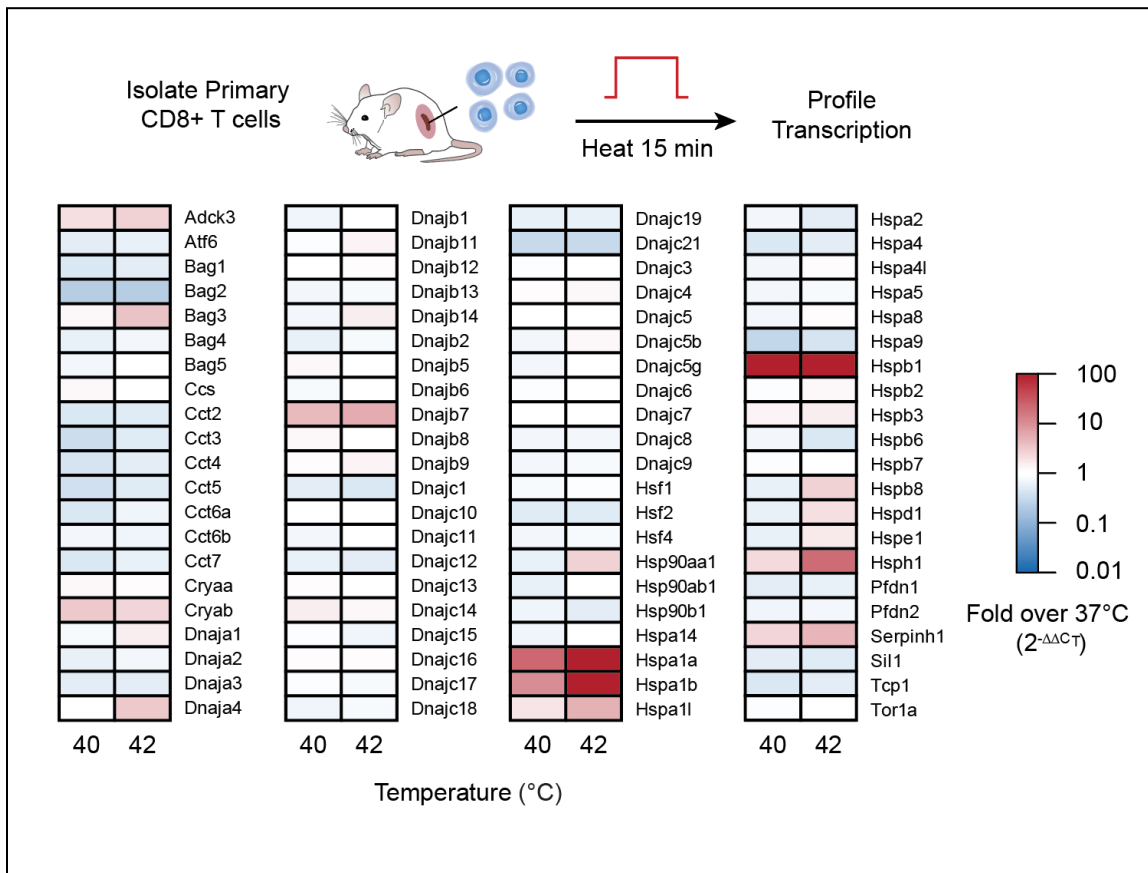 Isolate Primary
CD8+ T cells
Heat 15 min
Profile
Transcription
Adck3
Atf6
Bag1
Bag2
Bag3
Bag4
Bag5
Ccs
Cct2
Cct3
Cct4
Cct5
Cct6a
Cct6b
Cct7
Cryaa
Cryab
Dnaja1
Dnaja2
Dnaja3
Dnaja4
40 42
Dnajb1
Dnajb11
Dnajb12
Dnajb13
Dnajb14
Dnajb2
Dnajb5
Dnajb6
Dnajb7
Dnajb8
Dnajb9
Dnajc1
Dnajc10
Dnajc11
Dnajc12
Dnajc13
Dnajc14
Dnajc15
Dnajc16
Dnajc17
Dnajc18
40 42
Dnajc19
Dnajc21
Dnajc3
Dnajc4
Dnajc5
Dnajc5b
Dnajc5g
Dnajc6
Dnajc7
Dnajc8
Dnajc9
Hsf1
Hsf2
Hsf4
Hsp90aa1
Hsp90ab1
Hsp90b1
Hspa14
Hspa1a
Hspa1b
Hspa1l
40 42
Hspa2
Hspa4
Hspa4l
Hspa5
Hspa8
Hspa9
Hspb1
Hspb2
Hspb3
Hspb6
Hspb7
Hspb8
Hspd1
Hspe1
Hsph1
Pfdn1
Pfdn2
Serpinh1
Sil1
Tcp1
Tor1a
40 42
Temperature (°C)
100
10
1
0.1
0.01
Fold over 37°C
(2-ΔΔCT)